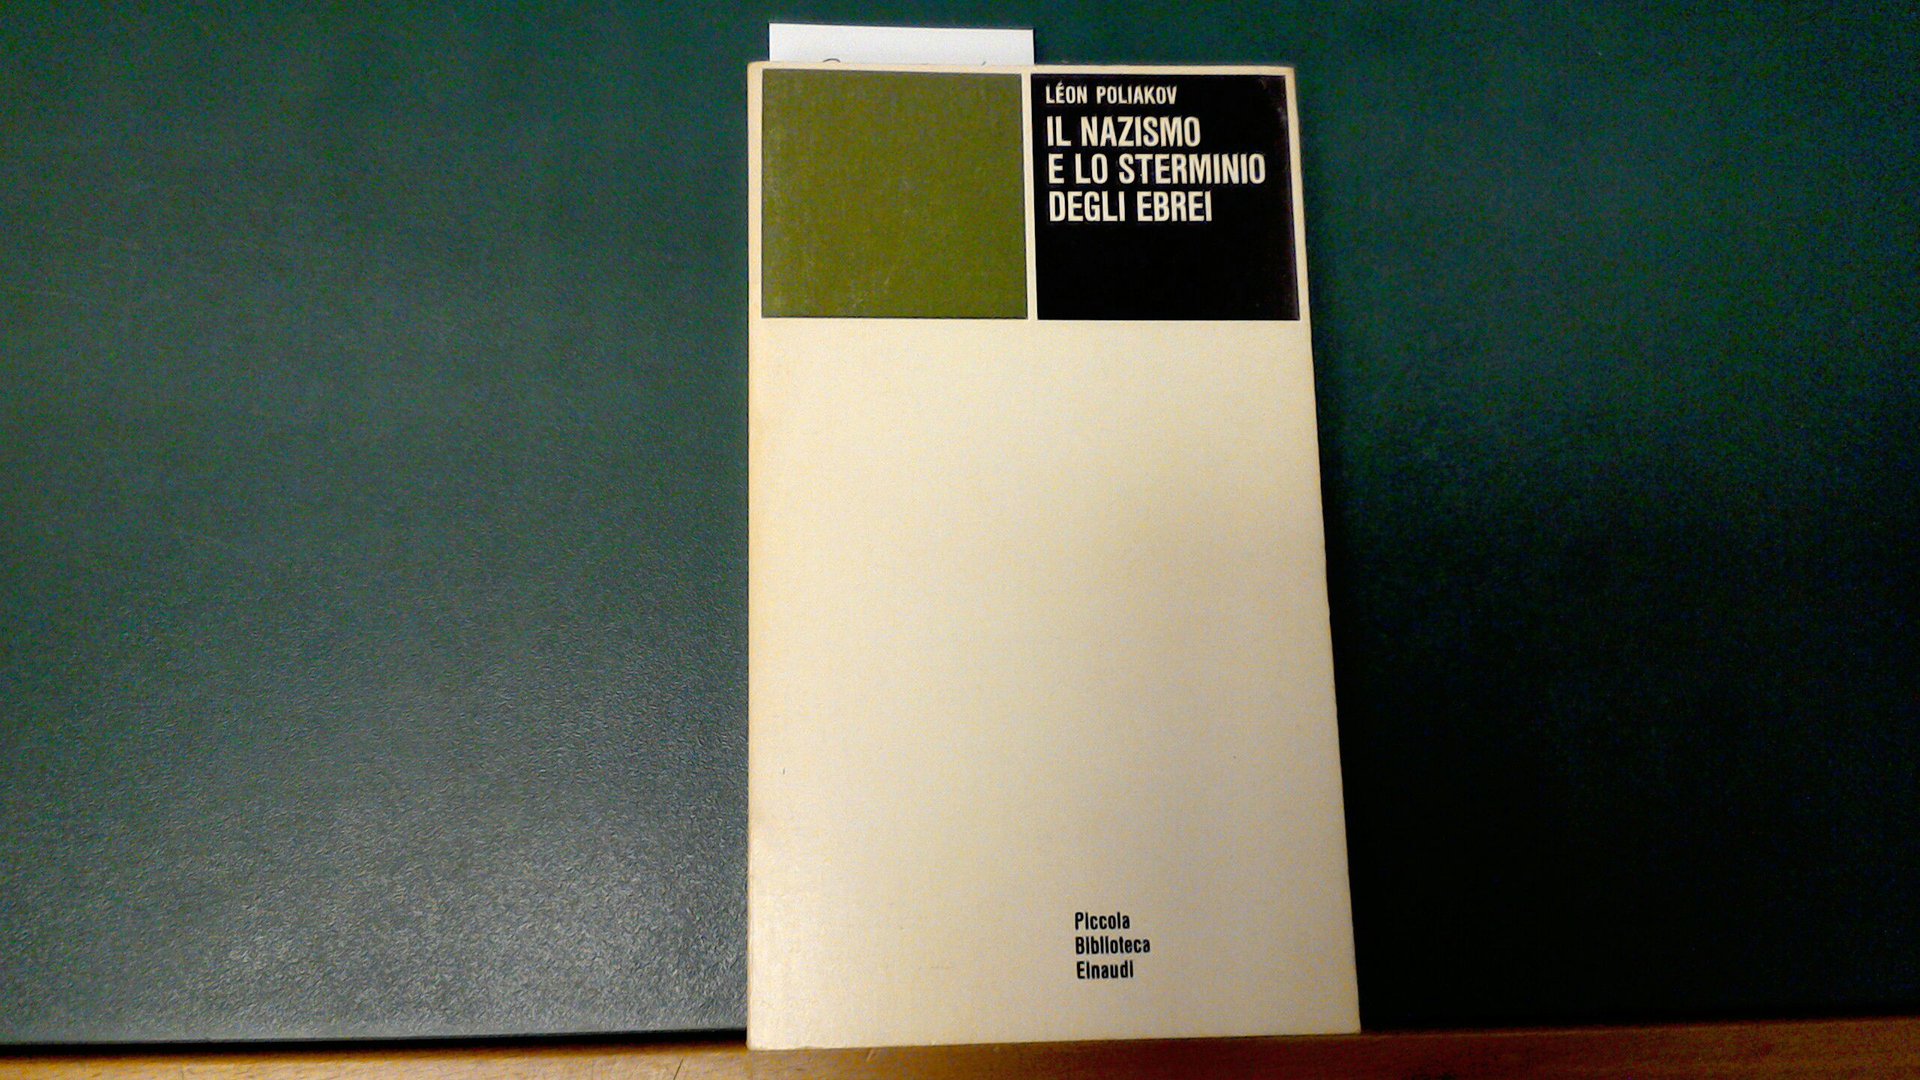 LÉON POLIAKOV
IL NAZISMO
E LO STERMINIO
DEGLI EBREI
Piccola
Biblioteca
Einaudi